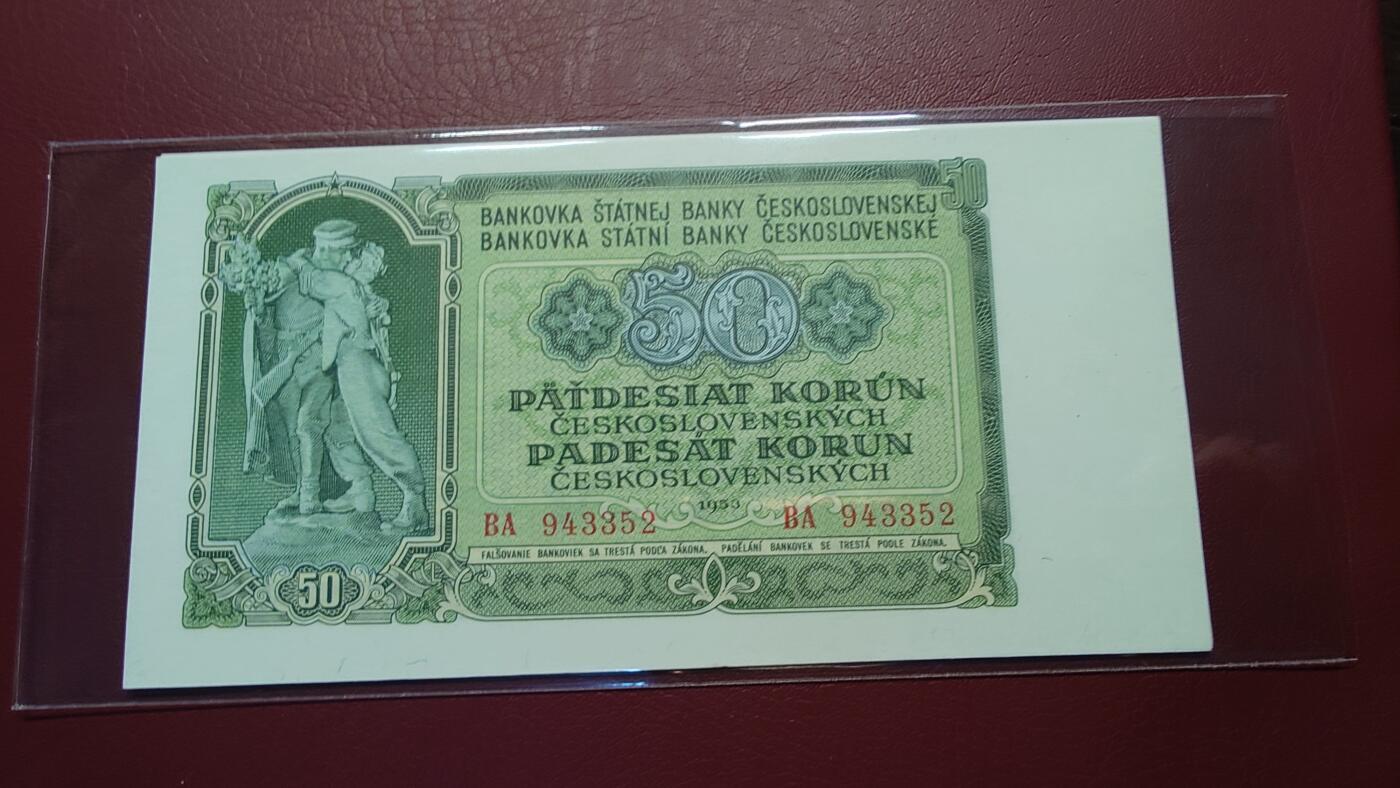 50
BANKOVKA ŠTÁTNEJ BANKY ČESKOSLOVENSKEJ
BANKOVKA STÁTNÍ BANKY ČESKOSLOVENSKÉ
50
PÄŤDESIAT KORÚN
ČESKOSLOVENSKÝCH
PADESÁT KORUN
ČESKOSLOVENSKÝCH
1953
BA 943352 BA 943352
FALŠOVANIE BANKOVIEK SA TRESTÁ PODĽA ZÁKONA. PADĚLÁNÍ BANKOVEK SE TRESTÁ PODLE ZÁKONA.
50